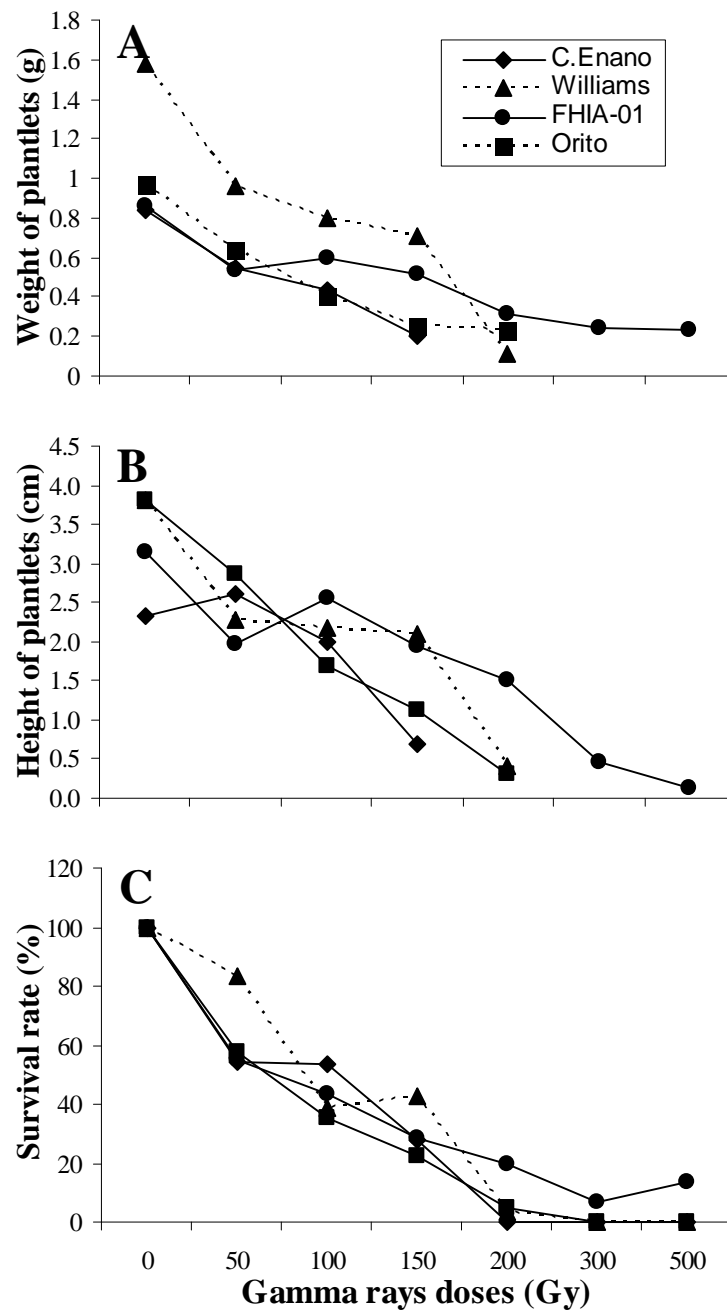 A
Weight of plantlets (g)
1.8
1.6
1.4
1.2
1
0.8
0.6
0.4
0.2
0
C.Enano
Williams
FHIA-01
Orito
B
Height of plantlets (cm)
4.5
4.0
3.5
3.0
2.5
2.0
1.5
1.0
0.5
0.0
C
Survival rate (%)
120
100
80
60
40
20
0
0 50 100 150 200 300 500
Gamma rays doses (Gy)